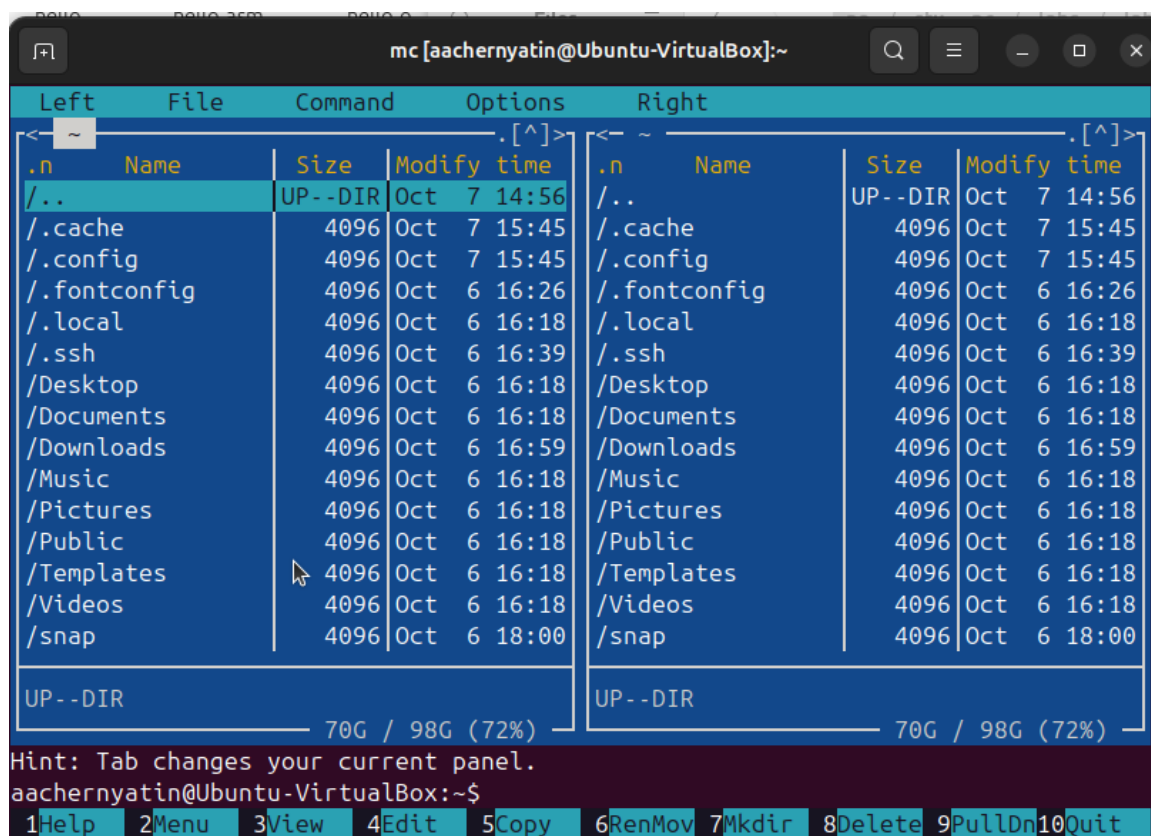 mc [aachernyatin@Ubuntu-VirtualBox]:~
Left File Command Options Right
<─ ~ ─.[^]>┐ <─ ~ ─.[^]>┐
.n Name Size Modify time .n Name Size Modify time
/.. UP--DIR Oct 7 14:56 /.. UP--DIR Oct 7 14:56
/.cache 4096 Oct 7 15:45 /.cache 4096 Oct 7 15:45
/.config 4096 Oct 7 15:45 /.config 4096 Oct 7 15:45
/.fontconfig 4096 Oct 6 16:26 /.fontconfig 4096 Oct 6 16:26
/.local 4096 Oct 6 16:18 /.local 4096 Oct 6 16:18
/.ssh 4096 Oct 6 16:39 /.ssh 4096 Oct 6 16:39
/Desktop 4096 Oct 6 16:18 /Desktop 4096 Oct 6 16:18
/Documents 4096 Oct 6 16:18 /Documents 4096 Oct 6 16:18
/Downloads 4096 Oct 6 16:59 /Downloads 4096 Oct 6 16:59
/Music 4096 Oct 6 16:18 /Music 4096 Oct 6 16:18
/Pictures 4096 Oct 6 16:18 /Pictures 4096 Oct 6 16:18
/Public 4096 Oct 6 16:18 /Public 4096 Oct 6 16:18
/Templates 4096 Oct 6 16:18 /Templates 4096 Oct 6 16:18
/Videos 4096 Oct 6 16:18 /Videos 4096 Oct 6 16:18
/snap 4096 Oct 6 18:00 /snap 4096 Oct 6 18:00
UP--DIR UP--DIR
70G / 98G (72%) 70G / 98G (72%)
Hint: Tab changes your current panel.
aachernyatin@Ubuntu-VirtualBox:~$
1Help 2Menu 3View 4Edit 5Copy 6RenMov 7Mkdir 8Delete 9PullDn 10Quit